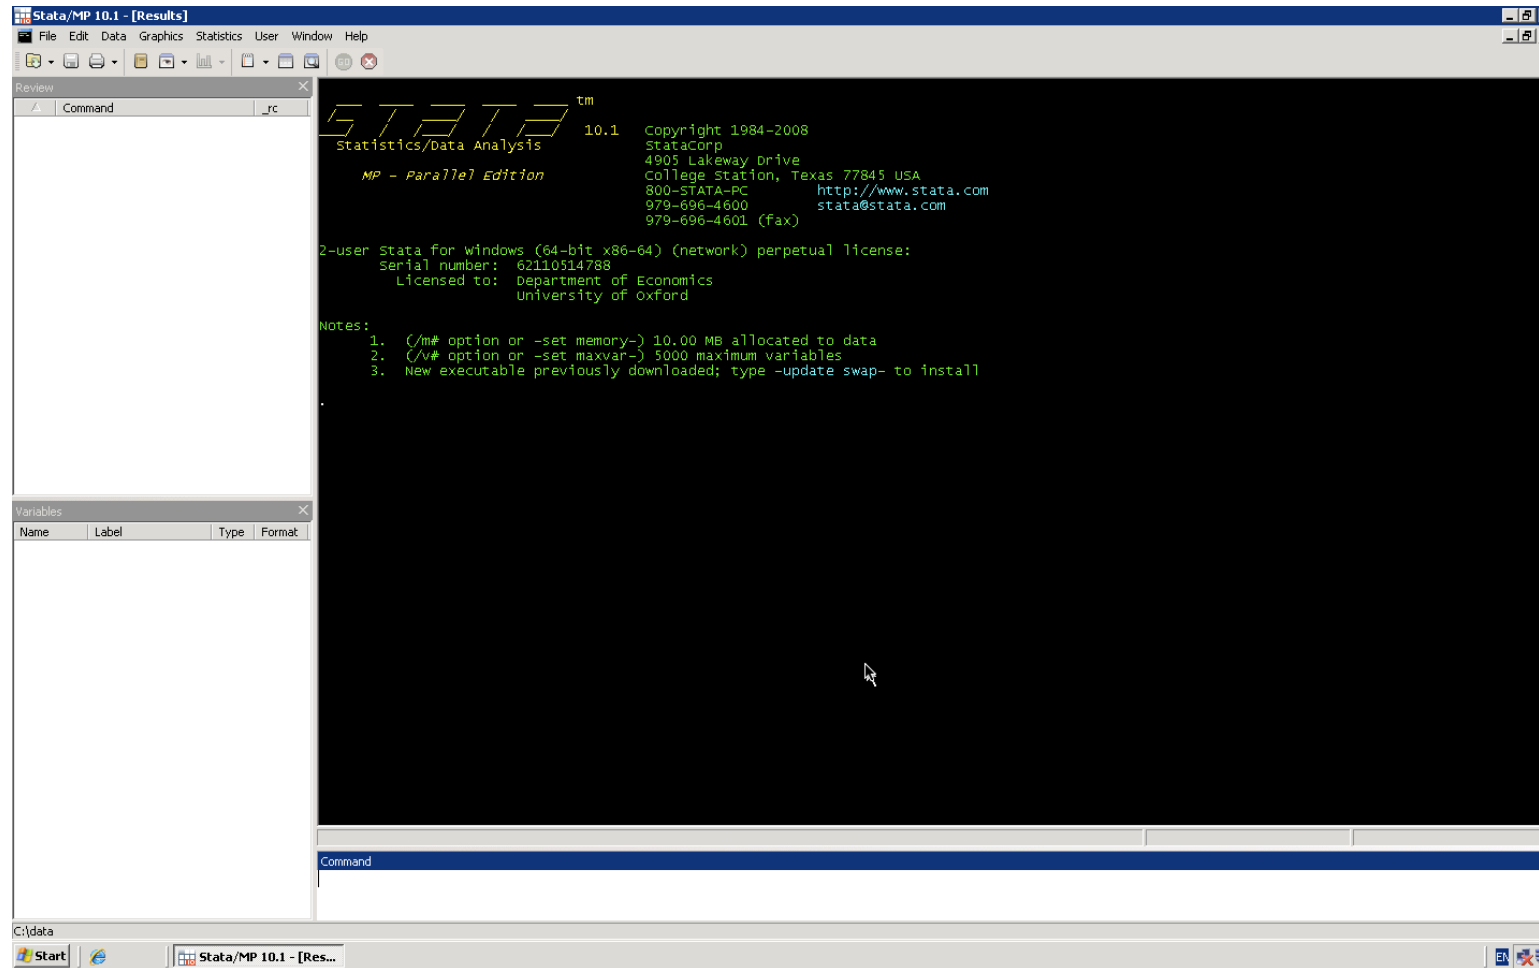 Stata/MP 10.1 - [Results]
File Edit Data Graphics Statistics User Window Help
Review
Command _rc
tm
STATA 10.1 Copyright 1984-2008
Statistics/Data Analysis StataCorp
4905 Lakeway Drive
MP - Parallel Edition College Station, Texas 77845 USA
800-STATA-PC http://www.stata.com
979-696-4600 stata@stata.com
979-696-4601 (fax)
2-user Stata for Windows (64-bit x86-64) (network) perpetual license:
Serial number: 62110514788
Licensed to: Department of Economics
University of Oxford
Notes:
1. (/m# option or -set memory-) 10.00 MB allocated to data
2. (/v# option or -set maxvar-) 5000 maximum variables
3. New executable previously downloaded; type -update swap- to install
.
Variables
Name Label Type Format
Command
C:\data
Start Stata/MP 10.1 - [Res... EN